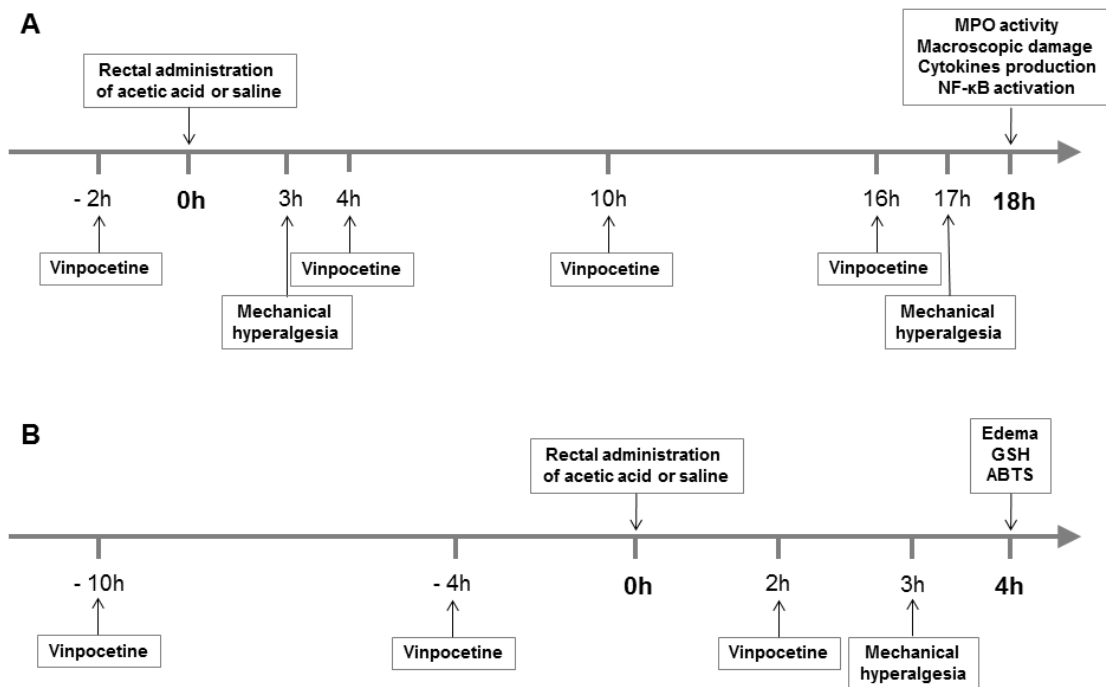 A
Rectal administration
of acetic acid or saline
MPO activity
Macroscopic damage
Cytokines production
NF-κB activation
- 2h
0h
3h
4h
10h
16h
17h
18h
Vinpocetine
Vinpocetine
Vinpocetine
Vinpocetine
Mechanical
hyperalgesia
Mechanical
hyperalgesia
B
Rectal administration
of acetic acid or saline
Edema
GSH
ABTS
- 10h
- 4h
0h
2h
3h
4h
Vinpocetine
Vinpocetine
Vinpocetine
Mechanical
hyperalgesia